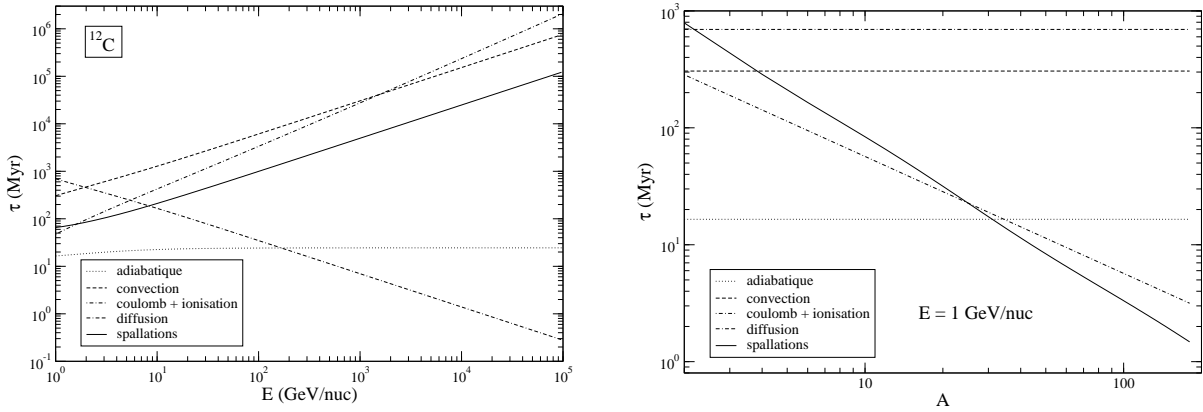 10^6
10^5
10^4
10^3
10^2
10^1
10^0
10^-1
τ (Myr)
^12C
adiabatique
convection
coulomb + ionisation
diffusion
spallations
10^0 10^1 10^2 10^3 10^4 10^5
E (GeV/nuc)
10^3
10^2
10^1
10^0
τ (Myr)
adiabatique
convection
coulomb + ionisation
diffusion
spallations
E = 1 GeV/nuc
10 100
A